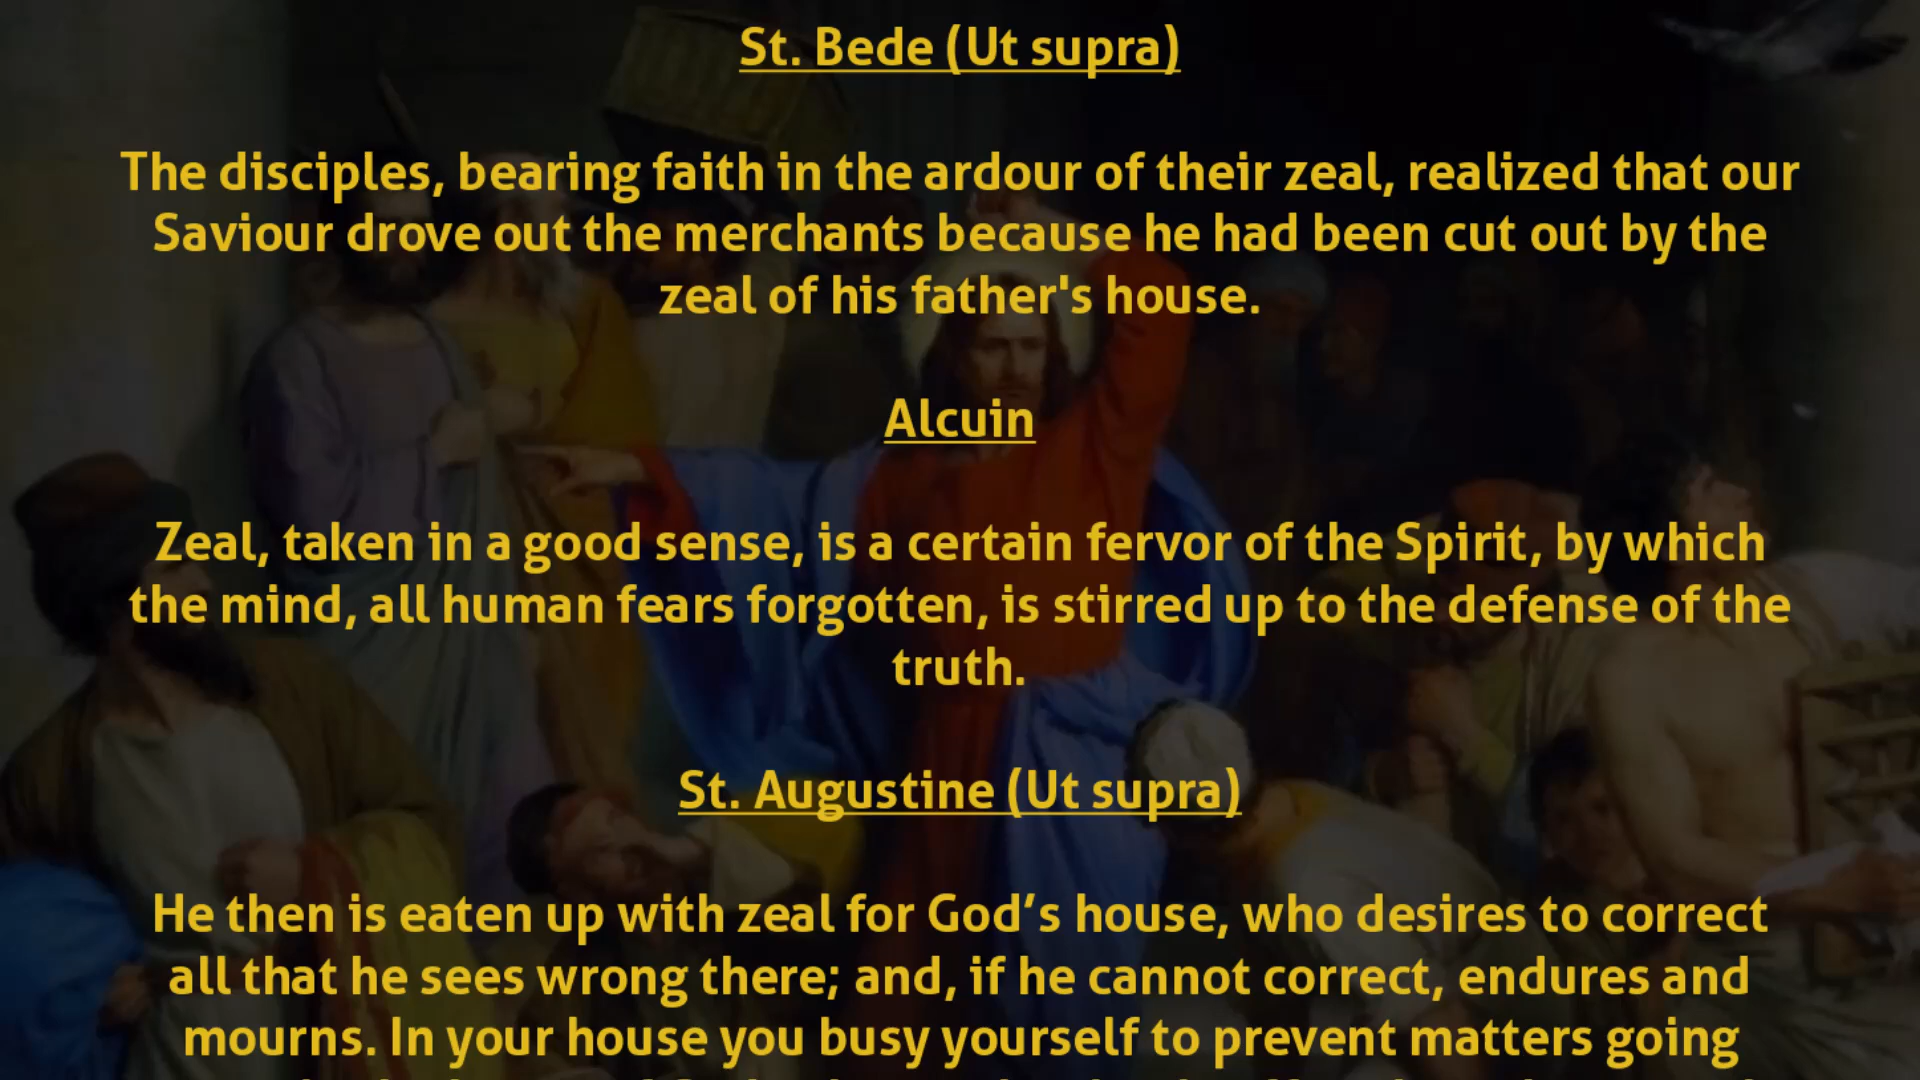 St. Bede (Ut supra)
The disciples, bearing faith in the ardour of their zeal, realized that our
Saviour drove out the merchants because he had been cut out by the
zeal of his father's house.
Alcuin
Zeal, taken in a good sense, is a certain fervor of the Spirit, by which
the mind, all human fears forgotten, is stirred up to the defense of the
truth.
St. Augustine (Ut supra)
He then is eaten up with zeal for God’s house, who desires to correct
all that he sees wrong there; and, if he cannot correct, endures and
mourns. In your house you busy yourself to prevent matters going